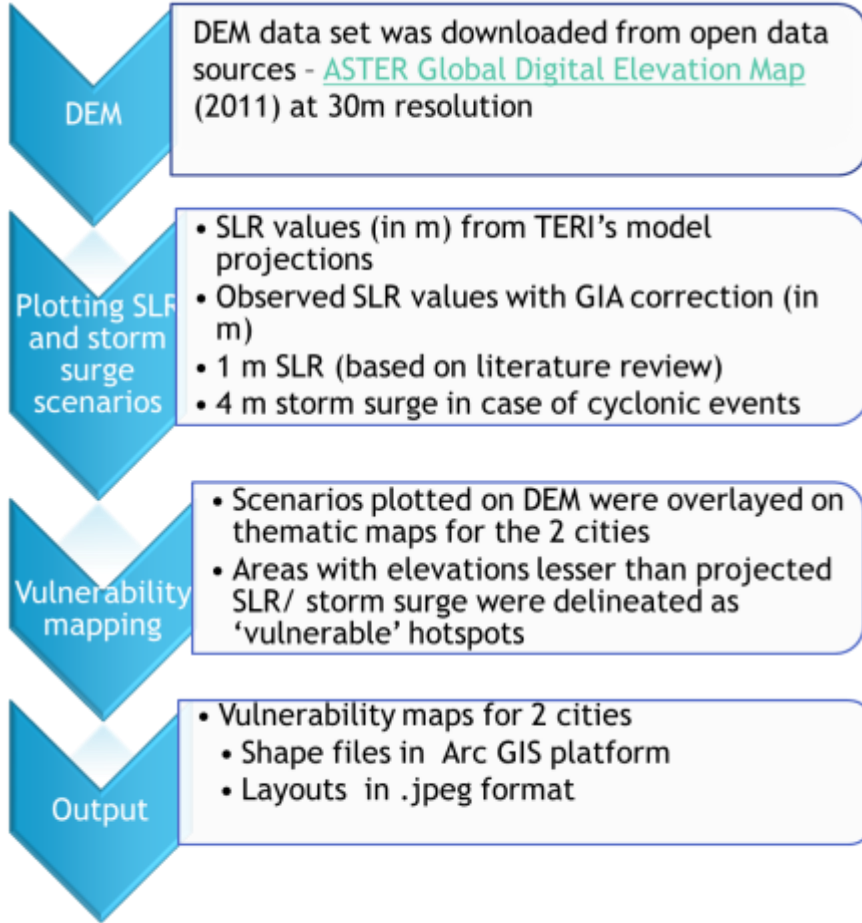 DEM
DEM data set was downloaded from open data
sources – ASTER Global Digital Elevation Map
(2011) at 30m resolution
Plotting SLR
and storm
surge
scenarios
• SLR values (in m) from TERI's model
projections
• Observed SLR values with GIA correction (in
m)
• 1 m SLR (based on literature review)
• 4 m storm surge in case of cyclonic events
Vulnerability
mapping
• Scenarios plotted on DEM were overlayed on
thematic maps for the 2 cities
• Areas with elevations lesser than projected
SLR/ storm surge were delineated as
‘vulnerable’ hotspots
Output
• Vulnerability maps for 2 cities
• Shape files in Arc GIS platform
• Layouts in .jpeg format